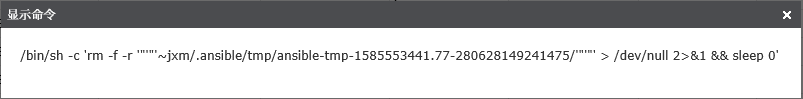 显示命令
/bin/sh -c 'rm -f -r '"'"'~jxm/.ansible/tmp/ansible-tmp-1585553441.77-280628149241475/'"'"' > /dev/null 2>&1 && sleep 0'